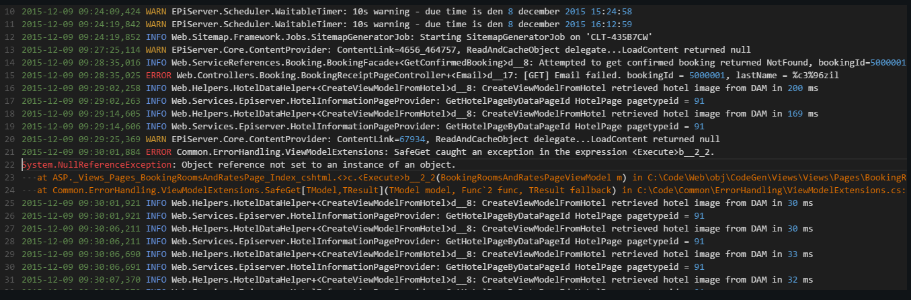 10 2015-12-09 09:24:09,424 WARN EPiServer.Scheduler.WaitableTimer: 10s warning - due time is den 8 december 2015 15:24:58
11 2015-12-09 09:24:19,842 WARN EPiServer.Scheduler.WaitableTimer: 10s warning - due time is den 8 december 2015 16:12:59
12 2015-12-09 09:24:19,852 INFO Web.Sitemap.Framework.Jobs.SitemapGeneratorJob: Starting SitemapGeneratorJob on 'CLT-435B7CW'
13 2015-12-09 09:27:25,114 WARN EPiServer.Core.ContentProvider: ContentLink=4656_464757, ReadAndCacheObject delegate...LoadContent returned null
14 2015-12-09 09:28:35,016 INFO Web.ServiceReferences.Booking.BookingFacade+<GetConfirmedBooking>d__8: Attempted to get confirmed booking returned NotFound, bookingId=5000001
15 2015-12-09 09:28:35,025 ERROR Web.Controllers.Booking.BookingReceiptPageController+<Email>d__17: [GET] Email failed. bookingId = 5000001, lastName = %c3%96zil
16 2015-12-09 09:29:02,258 INFO Web.Helpers.HotelDataHelper+<CreateViewModelFromHotel>d__8: CreateViewModelFromHotel retrieved hotel image from DAM in 200 ms
17 2015-12-09 09:29:02,263 INFO Web.Services.Episerver.HotelInformationPageProvider: GetHotelPageByDataPageId HotelPage pagetypeid = 91
18 2015-12-09 09:29:14,605 INFO Web.Helpers.HotelDataHelper+<CreateViewModelFromHotel>d__8: CreateViewModelFromHotel retrieved hotel image from DAM in 169 ms
19 2015-12-09 09:29:14,606 INFO Web.Services.Episerver.HotelInformationPageProvider: GetHotelPageByDataPageId HotelPage pagetypeid = 91
20 2015-12-09 09:29:25,369 WARN EPiServer.Core.ContentProvider: ContentLink=67934, ReadAndCacheObject delegate...LoadContent returned null
21 2015-12-09 09:30:01,884 ERROR Common.ErrorHandling.ViewModelExtensions: SafeGet caught an exception in the expression <Execute>b__2_2.
22 System.NullReferenceException: Object reference not set to an instance of an object.
23 at ASP._Views_Pages_BookingRoomsAndRatesPage_Index_cshtml.<>c.<Execute>b__2_2(BookingRoomsAndRatesPageViewModel m) in C:\Code\Web\obj\CodeGen\Views\Views\Pages\BookingR
24 at Common.ErrorHandling.ViewModelExtensions.SafeGet[TModel,TResult](TModel model, Func`2 func, TResult fallback) in C:\Code\Common\ErrorHandling\ViewModelExtensions.cs:
25 2015-12-09 09:30:01,921 INFO Web.Helpers.HotelDataHelper+<CreateViewModelFromHotel>d__8: CreateViewModelFromHotel retrieved hotel image from DAM in 30 ms
26 2015-12-09 09:30:01,921 INFO Web.Services.Episerver.HotelInformationPageProvider: GetHotelPageByDataPageId HotelPage pagetypeid = 91
27 2015-12-09 09:30:06,211 INFO Web.Helpers.HotelDataHelper+<CreateViewModelFromHotel>d__8: CreateViewModelFromHotel retrieved hotel image from DAM in 30 ms
28 2015-12-09 09:30:06,211 INFO Web.Services.Episerver.HotelInformationPageProvider: GetHotelPageByDataPageId HotelPage pagetypeid = 91
29 2015-12-09 09:30:06,690 INFO Web.Helpers.HotelDataHelper+<CreateViewModelFromHotel>d__8: CreateViewModelFromHotel retrieved hotel image from DAM in 33 ms
30 2015-12-09 09:30:06,691 INFO Web.Services.Episerver.HotelInformationPageProvider: GetHotelPageByDataPageId HotelPage pagetypeid = 91
31 2015-12-09 09:30:07,370 INFO Web.Helpers.HotelDataHelper+<CreateViewModelFromHotel>d__8: CreateViewModelFromHotel retrieved hotel image from DAM in 32 ms